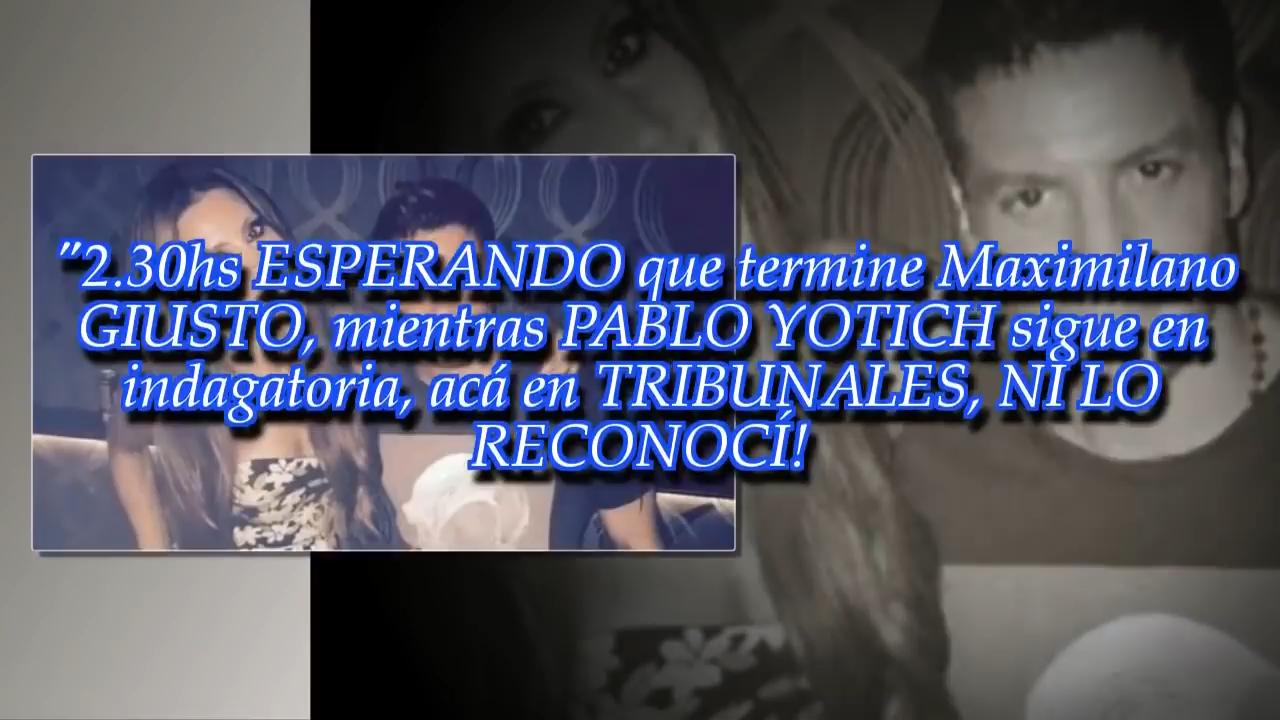 "2.30hs ESPERANDO que termine Maximilano
GIUSTO, mientras PABLO YOTICH sigue en
indagatoria, acá en TRIBUNALES, NI LO
RECONOCÍ!